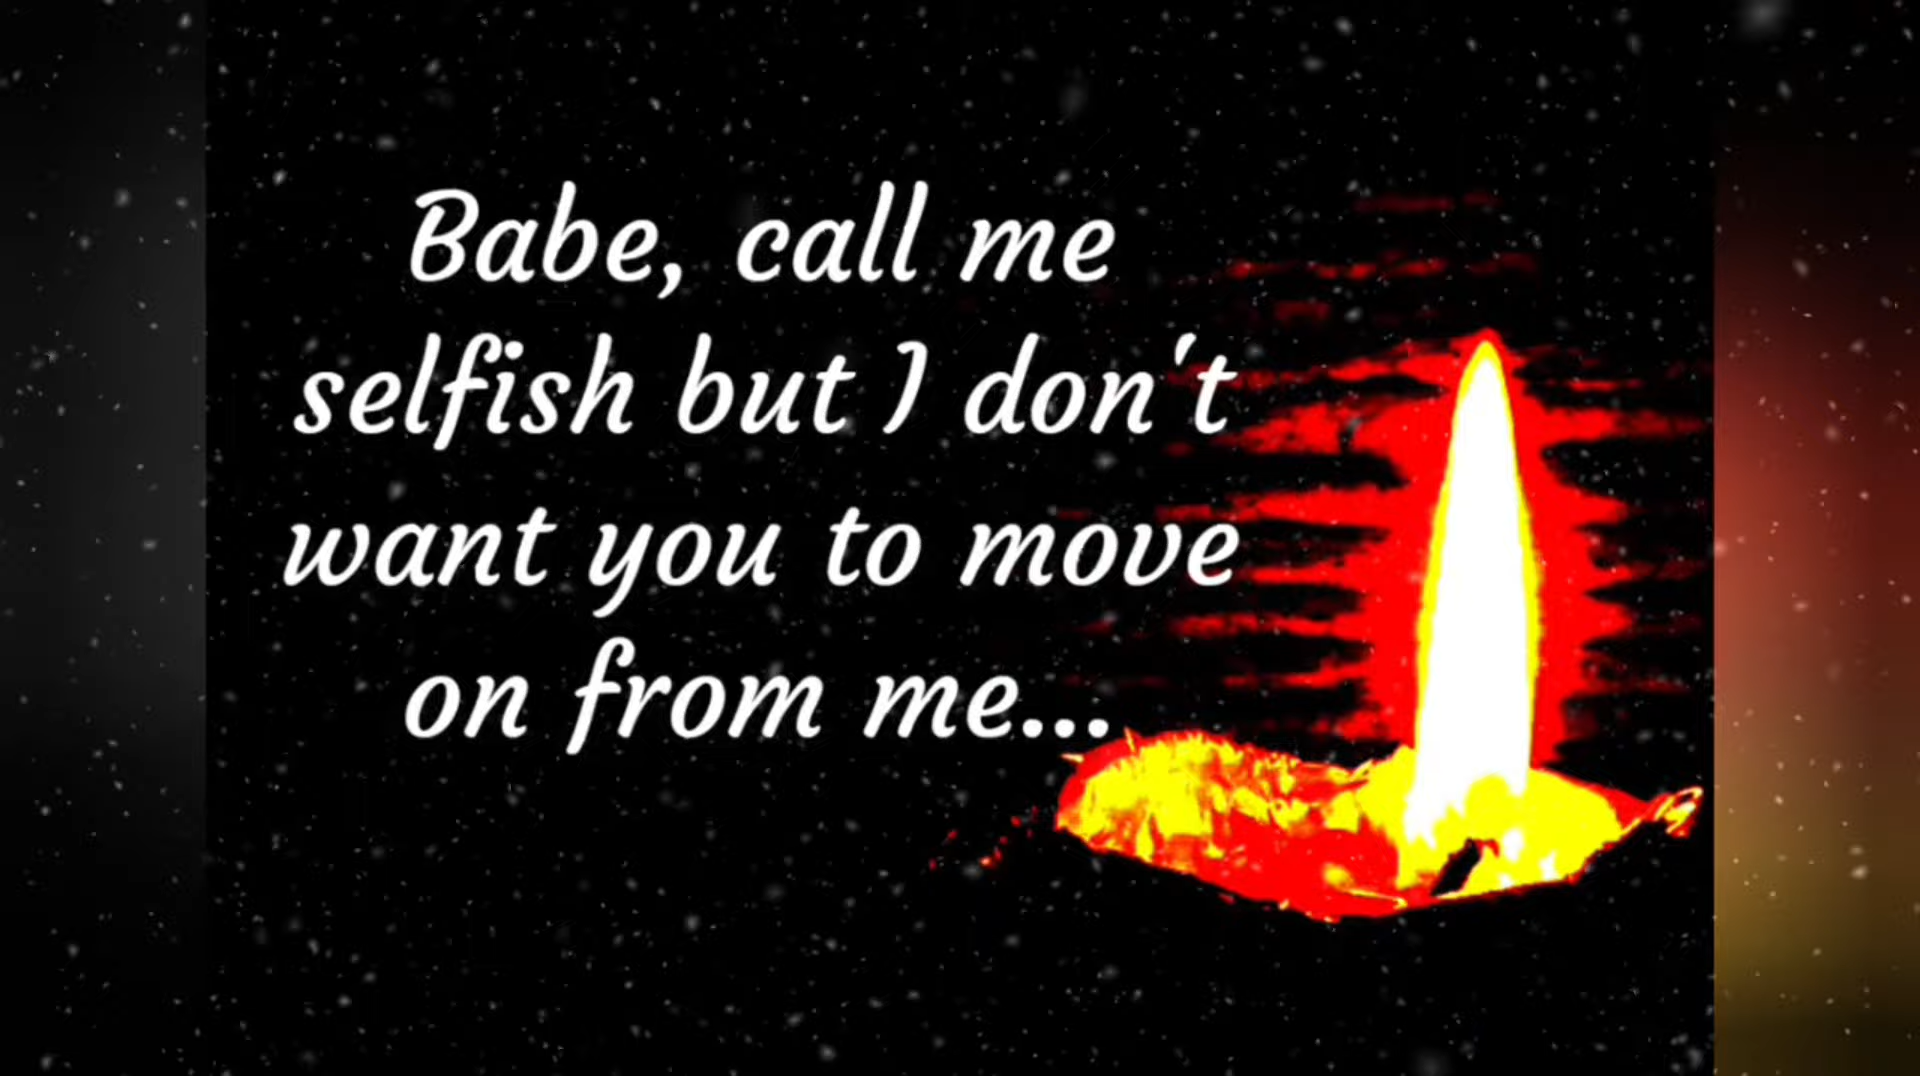 Babe, call me
selfish but I don't
want you to move
on from me...